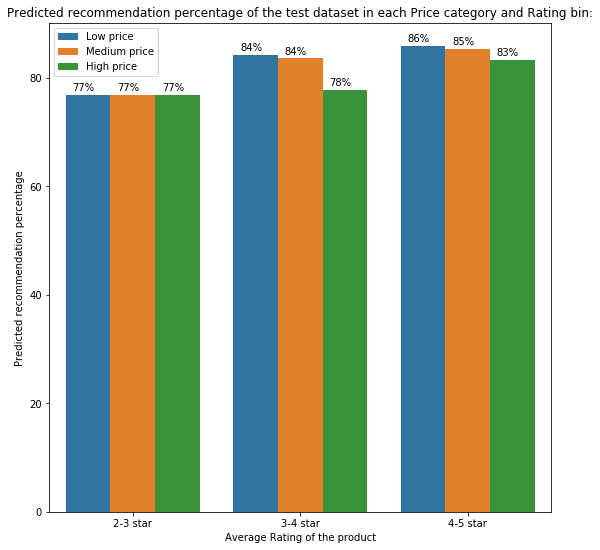 Predicted recommendation percentage of the test dataset in each Price category and Rating bin:
Low price
Medium price
High price
77%
77%
77%
84%
84%
78%
86%
85%
83%
80
60
40
20
0
Predicted recommendation percentage
2-3 star
3-4 star
4-5 star
Average Rating of the product